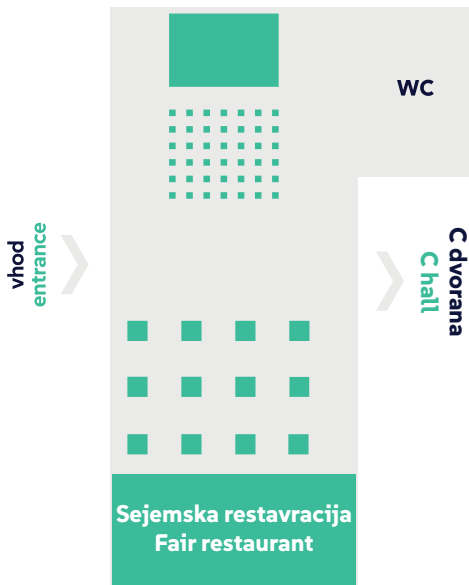 WC
vhod
entrance
C dvorana
C hall
Sejemska restavracija
Fair restaurant